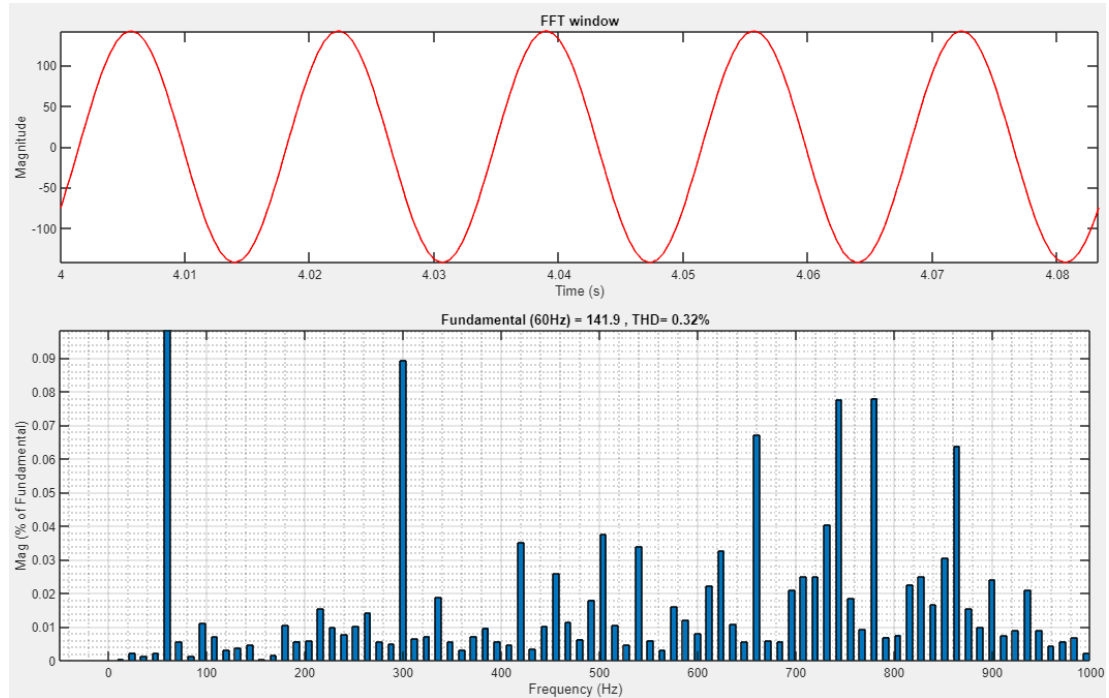 FFT window
Magnitude
100
50
0
-50
-100
4 4.01 4.02 4.03 4.04 4.05 4.06 4.07 4.08
Time (s)
Fundamental (60Hz) = 141.9 , THD= 0.32%
Mag (% of Fundamental)
0.09
0.08
0.07
0.06
0.05
0.04
0.03
0.02
0.01
0
0 100 200 300 400 500 600 700 800 900 1000
Frequency (Hz)